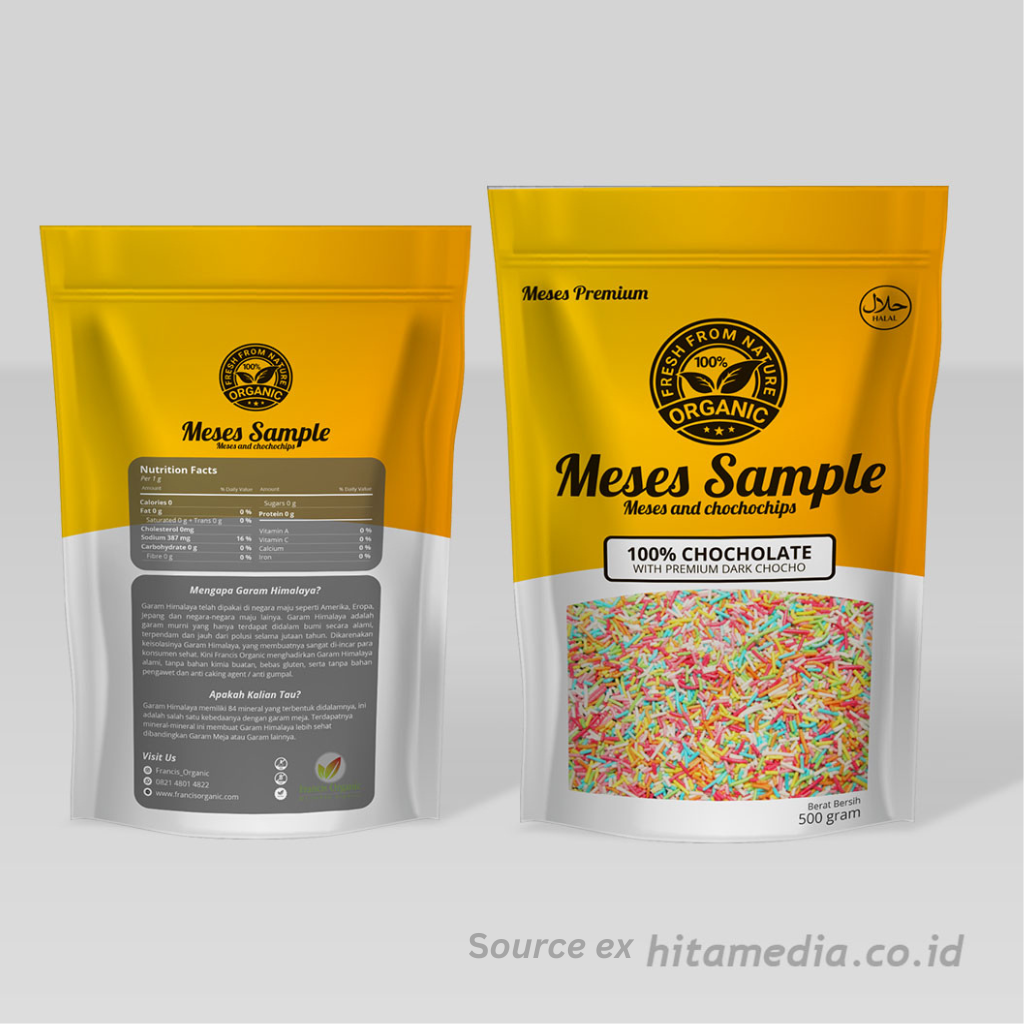 FRESH FROM NATURE
100%
ORGANIC
Meses Sample
Meses and chochochips
Nutrition Facts
Per 1 g
Amount % Daily Value Amount % Daily Value
Calories 0 Sugars 0 g
Fat 0 g 0 % Protein 0 g
Saturated 0 g + Trans 0 g 0 %
Cholesterol 0mg Vitamin A 0 %
Sodium 387 mg 16 % Vitamin C 0 %
Carbohydrate 0 g 0 % Calcium 0 %
Fibre 0 g 0 % Iron 0 %
Mengapa Garam Himalaya?
Garam Himalaya telah dipakai di negara maju seperti Amerika, Eropa,
Jepang dan negara-negara maju lainya. Garam Himalaya adalah
garam murni yang hanya terdapat didalam bumi secara alami,
terpendam dan jauh dari polusi selama jutaan tahun. Dikarenakan
keisolasinya Garam Himalaya, yang membuatnya sangat di-incar para
konsumen sehat. Kini Francis Organic menghadirkan Garam Himalaya
alami, tanpa bahan kimia buatan, bebas gluten, serta tanpa bahan
pengawet dan anti caking agent / anti gumpal.
Apakah Kalian Tau?
Garam Himalaya memiliki 84 mineral yang terbentuk didalamnya, ini
adalah salah satu kebedaanya dengan garam meja. Terdapatnya
mineral-mineral ini membuat Garam Himalaya lebih sehat
dibandingkan Garam Meja atau Garam lainnya.
Visit Us
Francis_Organic
0821 4801 4822
www.francisorganic.com
Meses Premium
حلال
HALAL
FRESH FROM NATURE
100%
ORGANIC
Meses Sample
Meses and chochochips
100% CHOCHOLATE
WITH PREMIUM DARK CHOCHO
Berat Bersih
500 gram
Source ex hitamedia.co.id